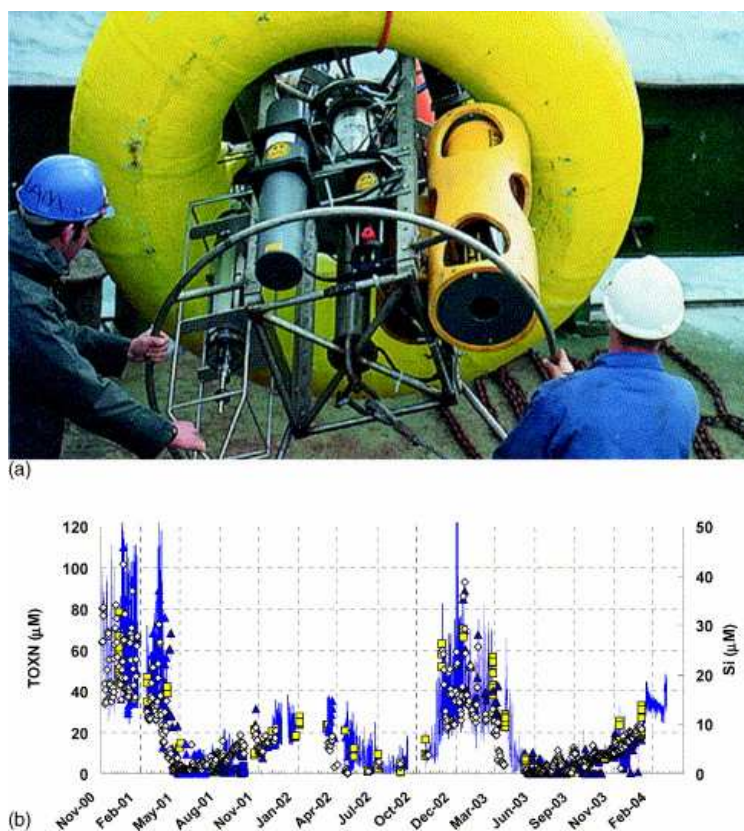 (a)
120
100
80
60
40
20
0
TOXN (µM)
50
40
30
20
10
0
Si (µM)
Nov-00
Feb-01
May-01
Aug-01
Nov-01
Jan-02
Apr-02
Jul-02
Oct-02
Dec-02
Mar-03
Jun-03
Sep-03
Nov-03
Feb-04
(b)